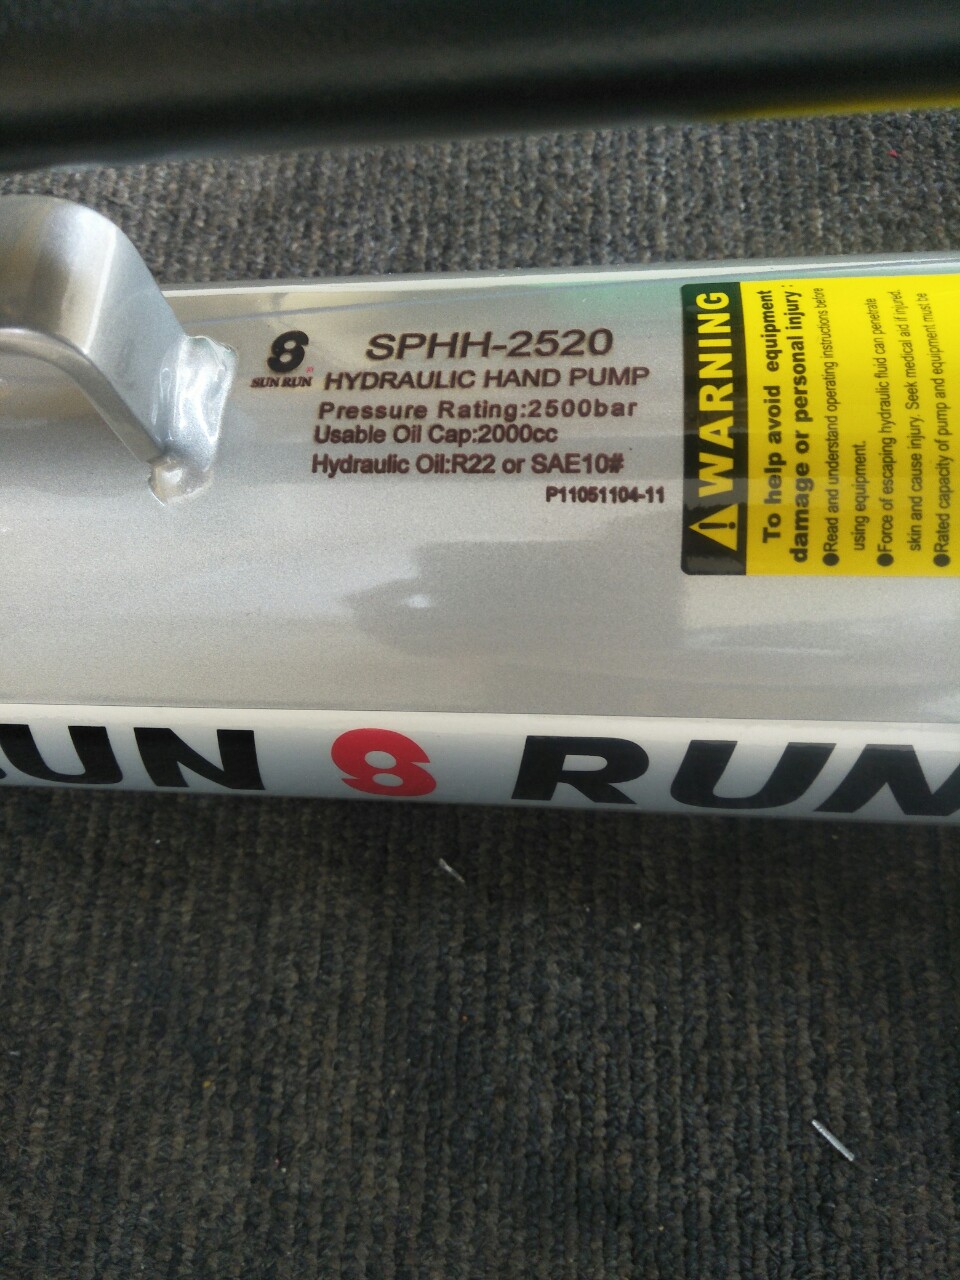 SUN RUN
SPHH-2520
HYDRAULIC HAND PUMP
Pressure Rating:2500bar
Usable Oil Cap:2000cc
Hydraulic Oil:R22 or SAE10#
P11051104-11
WARNING
To help avoid equipment
damage or personal injury:
●Read and understand operating instructions before
using equipment.
●Force of escaping hydraulic fluid can penetrate
skin and cause injury. Seek medical aid if injured.
●Rated capacity of pump and equipment must be
UN 8 RUN